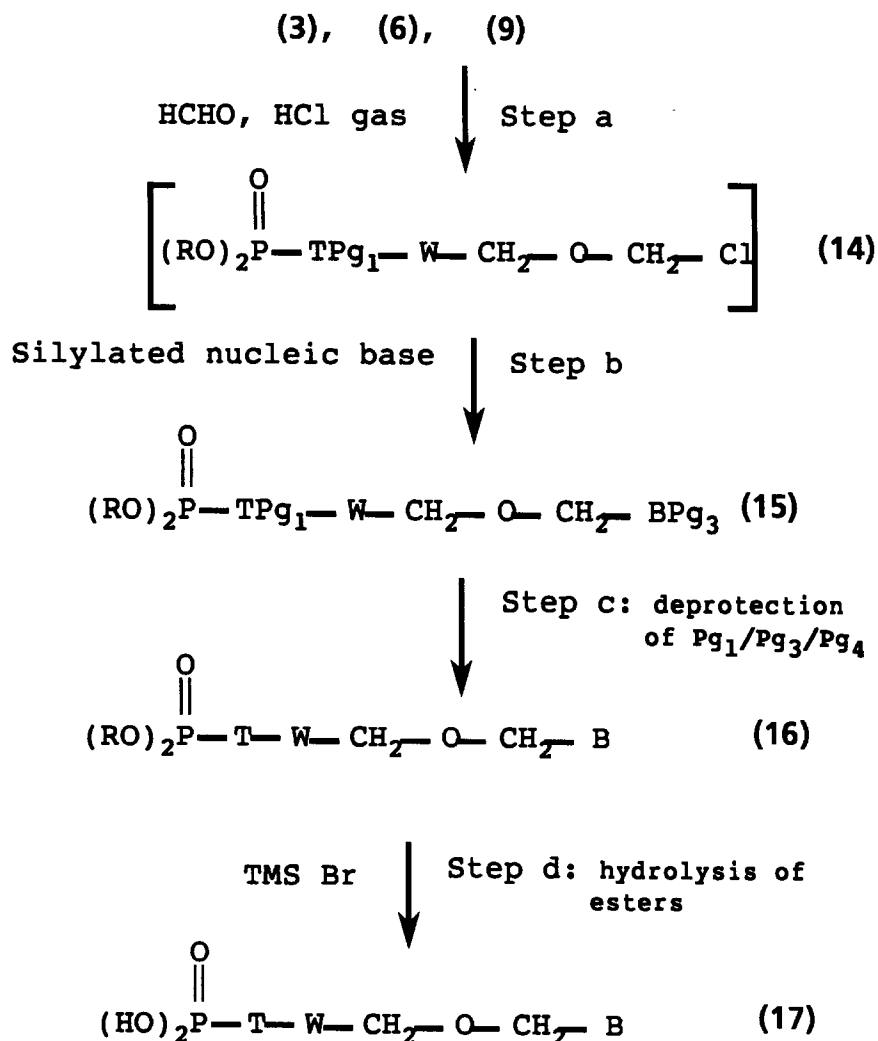 (3), (6), (9)
HCHO, HCl gas Step a
O
(RO)2P—TPg1—W—CH2—O—CH2—Cl (14)
Silylated nucleic base Step b
O
(RO)2P—TPg1—W—CH2—O—CH2—BPg3 (15)
Step c: deprotection
of Pg1/Pg3/Pg4
O
(RO)2P—T—W—CH2—O—CH2—B (16)
TMS Br Step d: hydrolysis of
esters
O
(HO)2P—T—W—CH2—O—CH2—B (17)